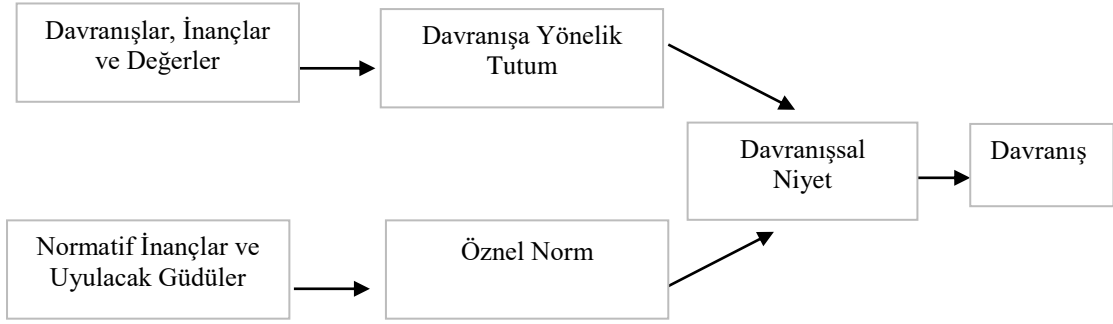 Davranışlar, İnançlar
ve Değerler
Davranışa Yönelik
Tutum
Davranışsal
Niyet
Davranış
Normatif İnançlar ve
Uyulacak Güdüler
Öznel Norm